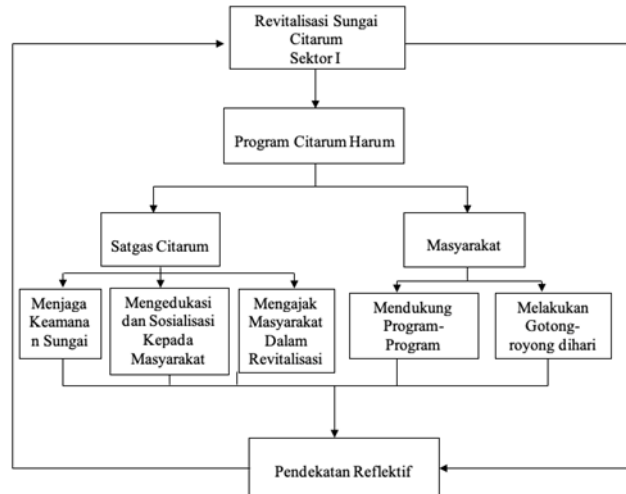 Revitalisasi Sungai
Citarum
Sektor I
Program Citarum Harum
Satgas Citarum
Masyarakat
Menjaga
Keamana
n Sungai
Mengedukasi
dan Sosialisasi
Kepada
Masyarakat
Mengajak
Masyarakat
Dalam
Revitalisasi
Mendukung
Program-
Program
Melakukan
Gotong-
royong dihari
Pendekatan Reflektif